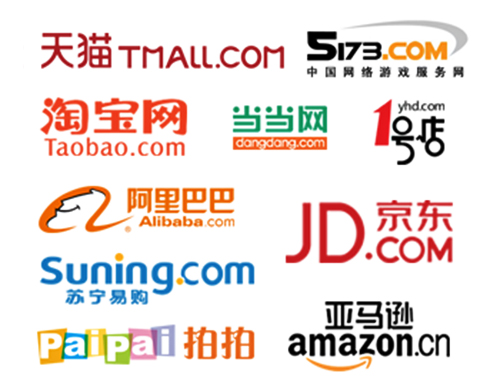 天猫 TMALL.COM
5173.COM
中国网络游戏服务网
淘宝网
Taobao.com
当当网
dangdang.com
yhd.com
1号店
阿里巴巴
Alibaba.com
JD京东
.COM
Suning.com
苏宁易购
PaiPai 拍拍
亚马逊
amazon.cn